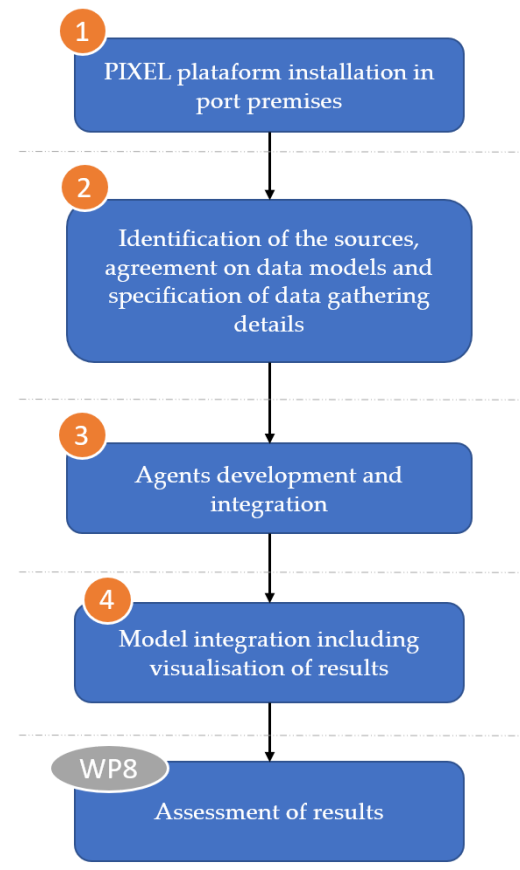 1
PIXEL plataform installation in
port premises
2
Identification of the sources,
agreement on data models and
specification of data gathering
details
3
Agents development and
integration
4
Model integration including
visualisation of results
WP8
Assessment of results